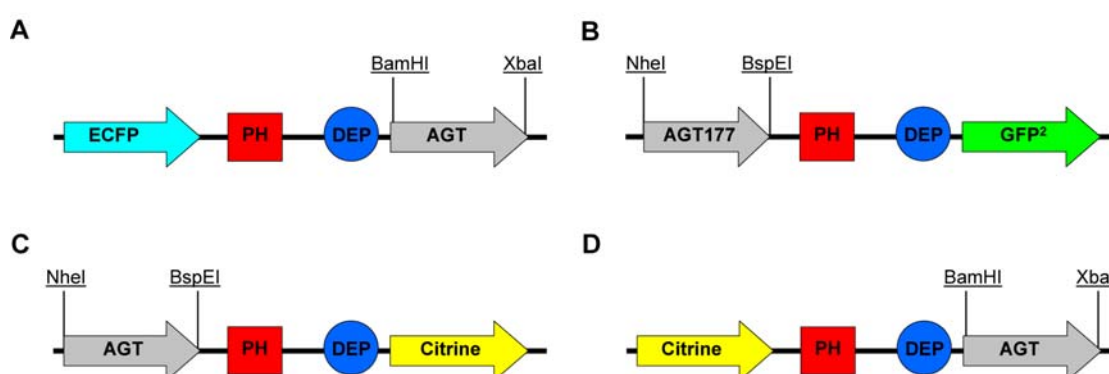 A
BamHI XbaI
ECFP PH DEP AGT
B
NheI BspEI
AGT177 PH DEP GFP²
C
NheI BspEI
AGT PH DEP Citrine
D
BamHI Xba
Citrine PH DEP AGT